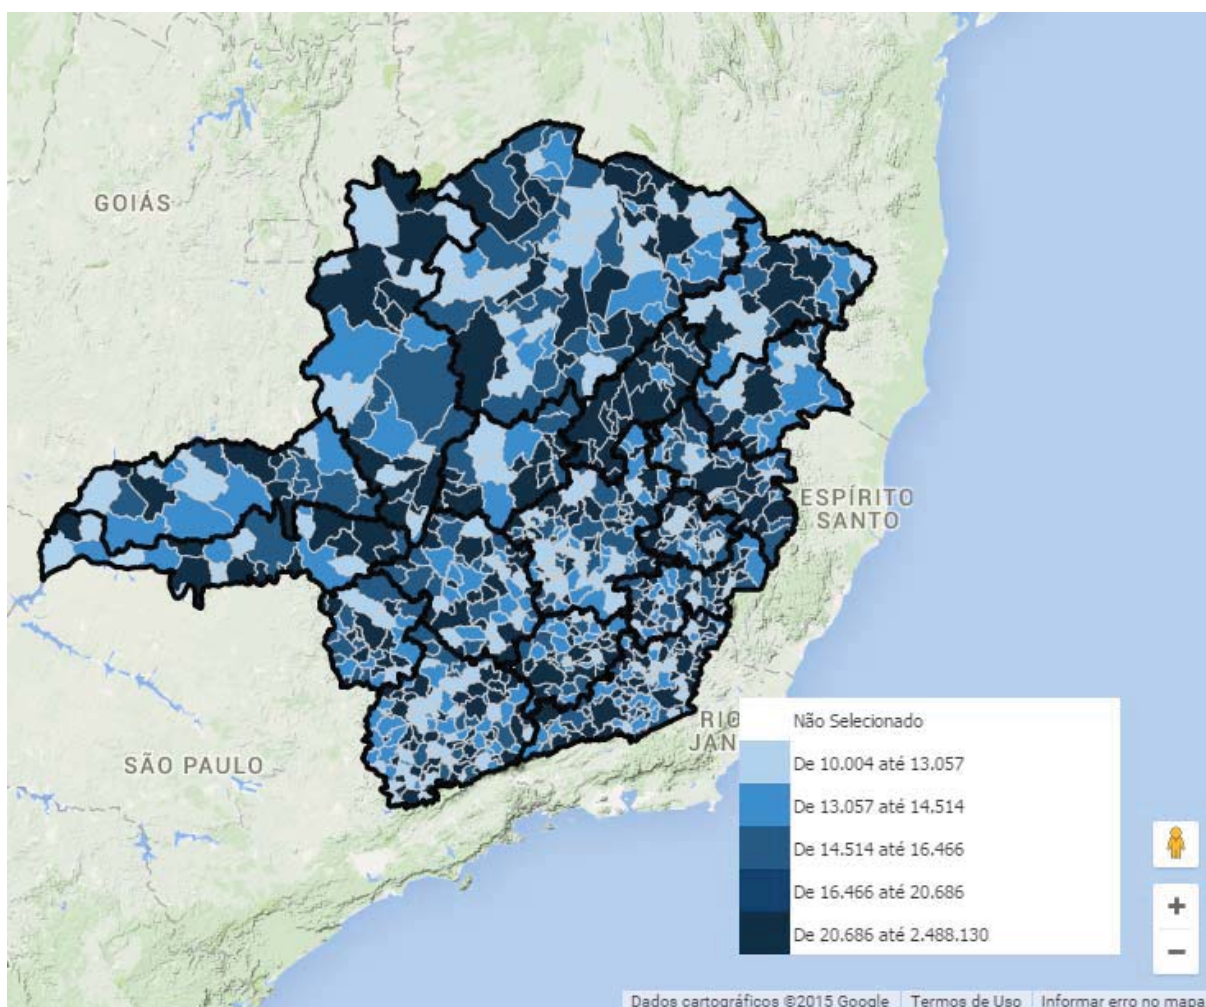 GOIÁS
ESPÍRITO
SANTO
RIO
JAN
SÃO PAULO
Não Selecionado
De 10.004 até 13.057
De 13.057 até 14.514
De 14.514 até 16.466
De 16.466 até 20.686
De 20.686 até 2.488.130
+
−
Dados cartográficos ©2015 Google
Termos de Uso
Informar erro no mapa